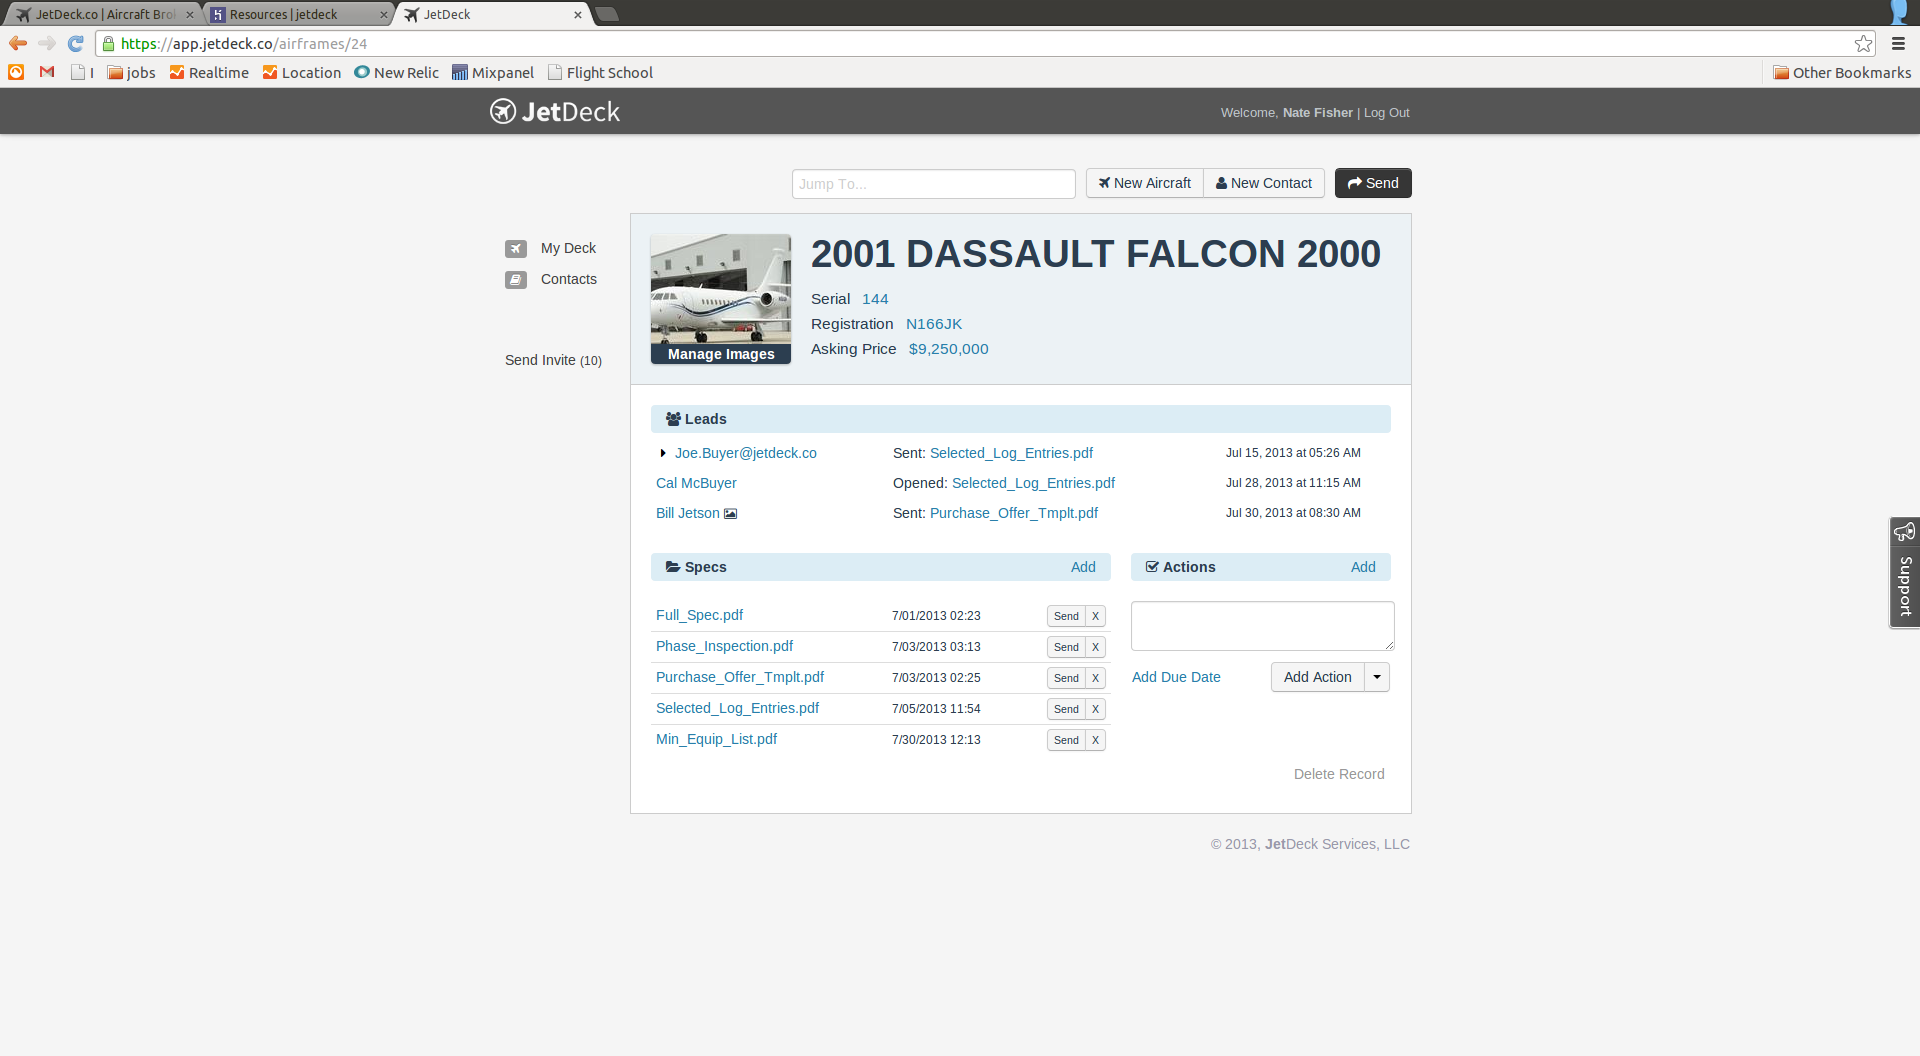 JetDeck.co | Aircraft Bro
Resources | jetdeck
JetDeck
https://app.jetdeck.co/airframes/24
I
jobs
Realtime
Location
New Relic
Mixpanel
Flight School
Other Bookmarks
JetDeck
Welcome, Nate Fisher | Log Out
Jump To...
New Aircraft
New Contact
Send
My Deck
Contacts
Send Invite (10)
Manage Images
2001 DASSAULT FALCON 2000
Serial 144
Registration N166JK
Asking Price $9,250,000
Leads
Joe.Buyer@jetdeck.co Sent: Selected_Log_Entries.pdf Jul 15, 2013 at 05:26 AM
Cal McBuyer Opened: Selected_Log_Entries.pdf Jul 28, 2013 at 11:15 AM
Bill Jetson Sent: Purchase_Offer_Tmplt.pdf Jul 30, 2013 at 08:30 AM
Specs Add
Full_Spec.pdf 7/01/2013 02:23 Send X
Phase_Inspection.pdf 7/03/2013 03:13 Send X
Purchase_Offer_Tmplt.pdf 7/03/2013 02:25 Send X
Selected_Log_Entries.pdf 7/05/2013 11:54 Send X
Min_Equip_List.pdf 7/30/2013 12:13 Send X
Actions Add
Add Due Date
Add Action
Delete Record
Support
© 2013, JetDeck Services, LLC